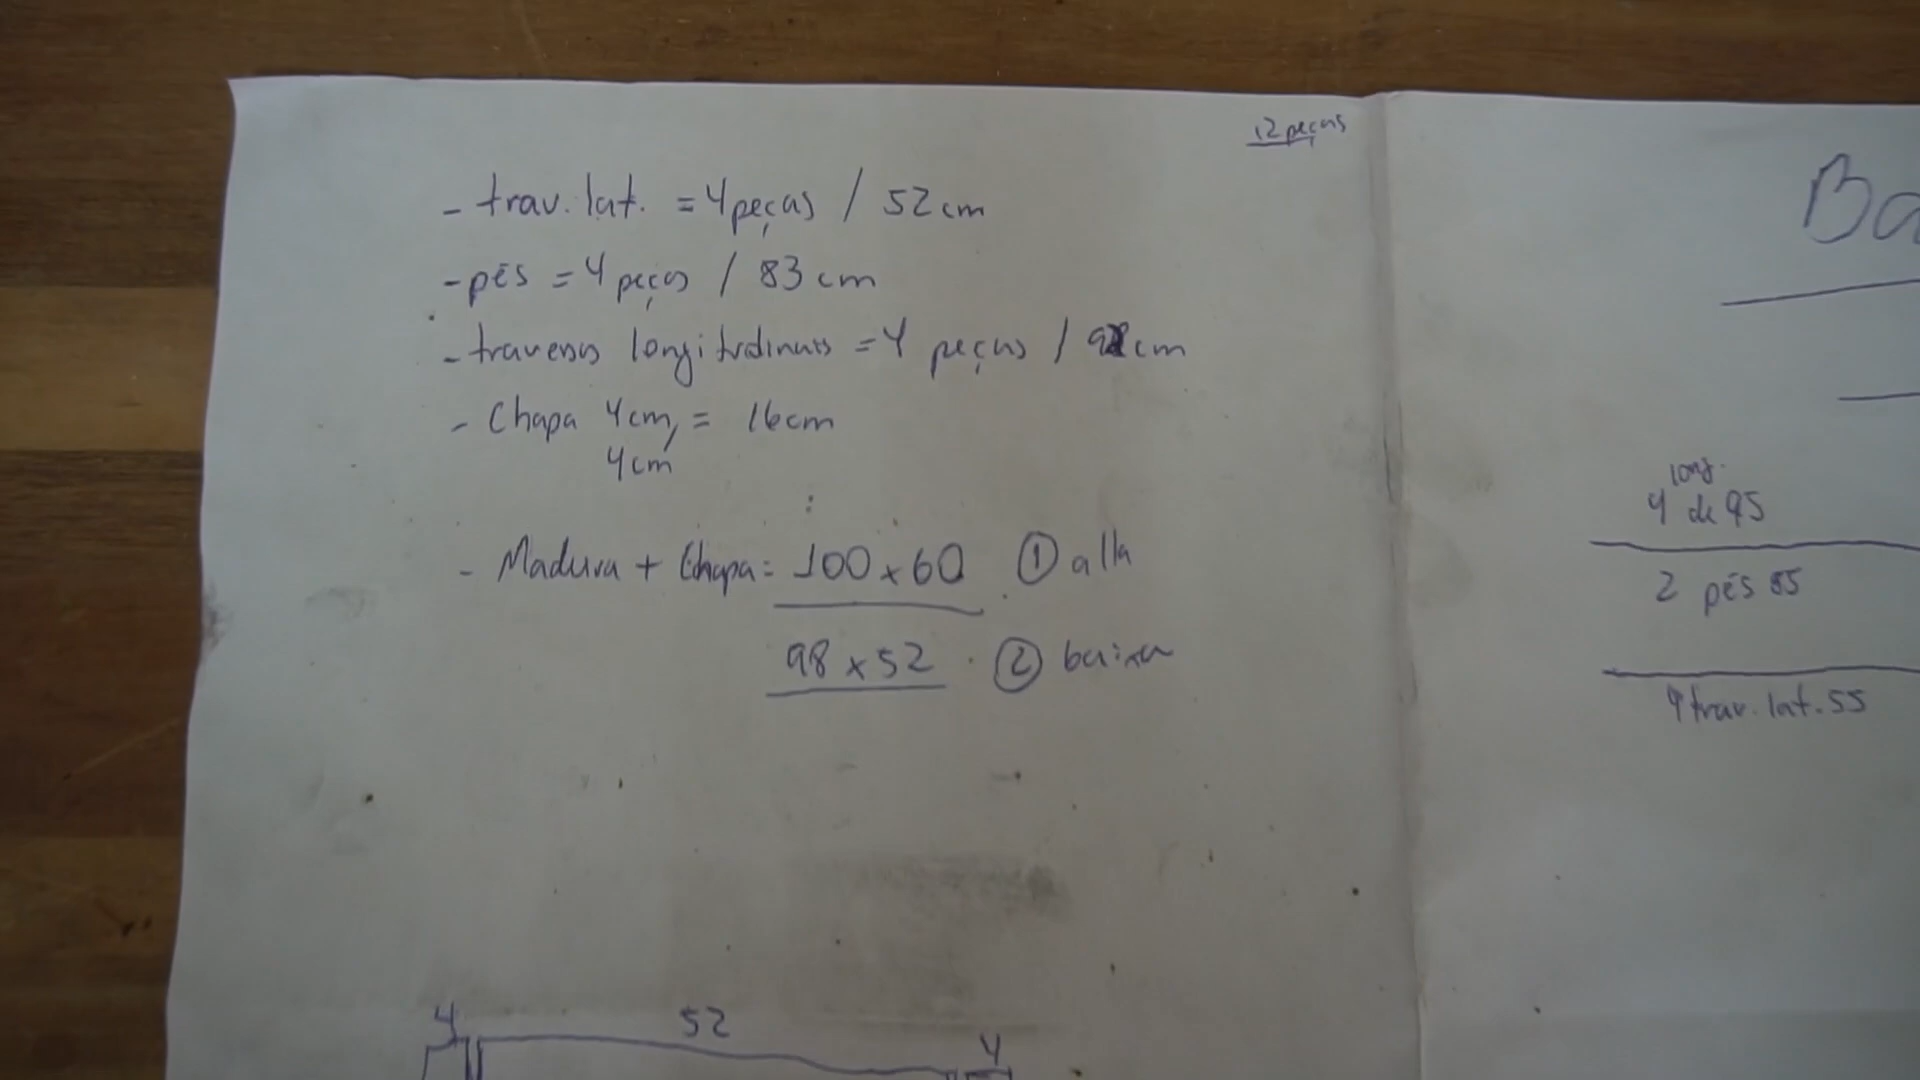 12 peças
- trav. lat. = 4 peças / 52 cm
- pés = 4 peças / 83 cm
- travesas longitudinais = 4 peças / cm
- Chapa 4cm, = 16cm
4cm
- Madura + Chapa = 100 x 60 ① alta
98 x 52 ② baixa
4 52 4
Ba
long.
4 de 95
2 pés 85
4 trav. lat. 55